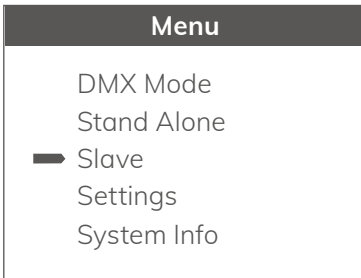 Menu
DMX Mode
Stand Alone
Slave
Settings
System Info